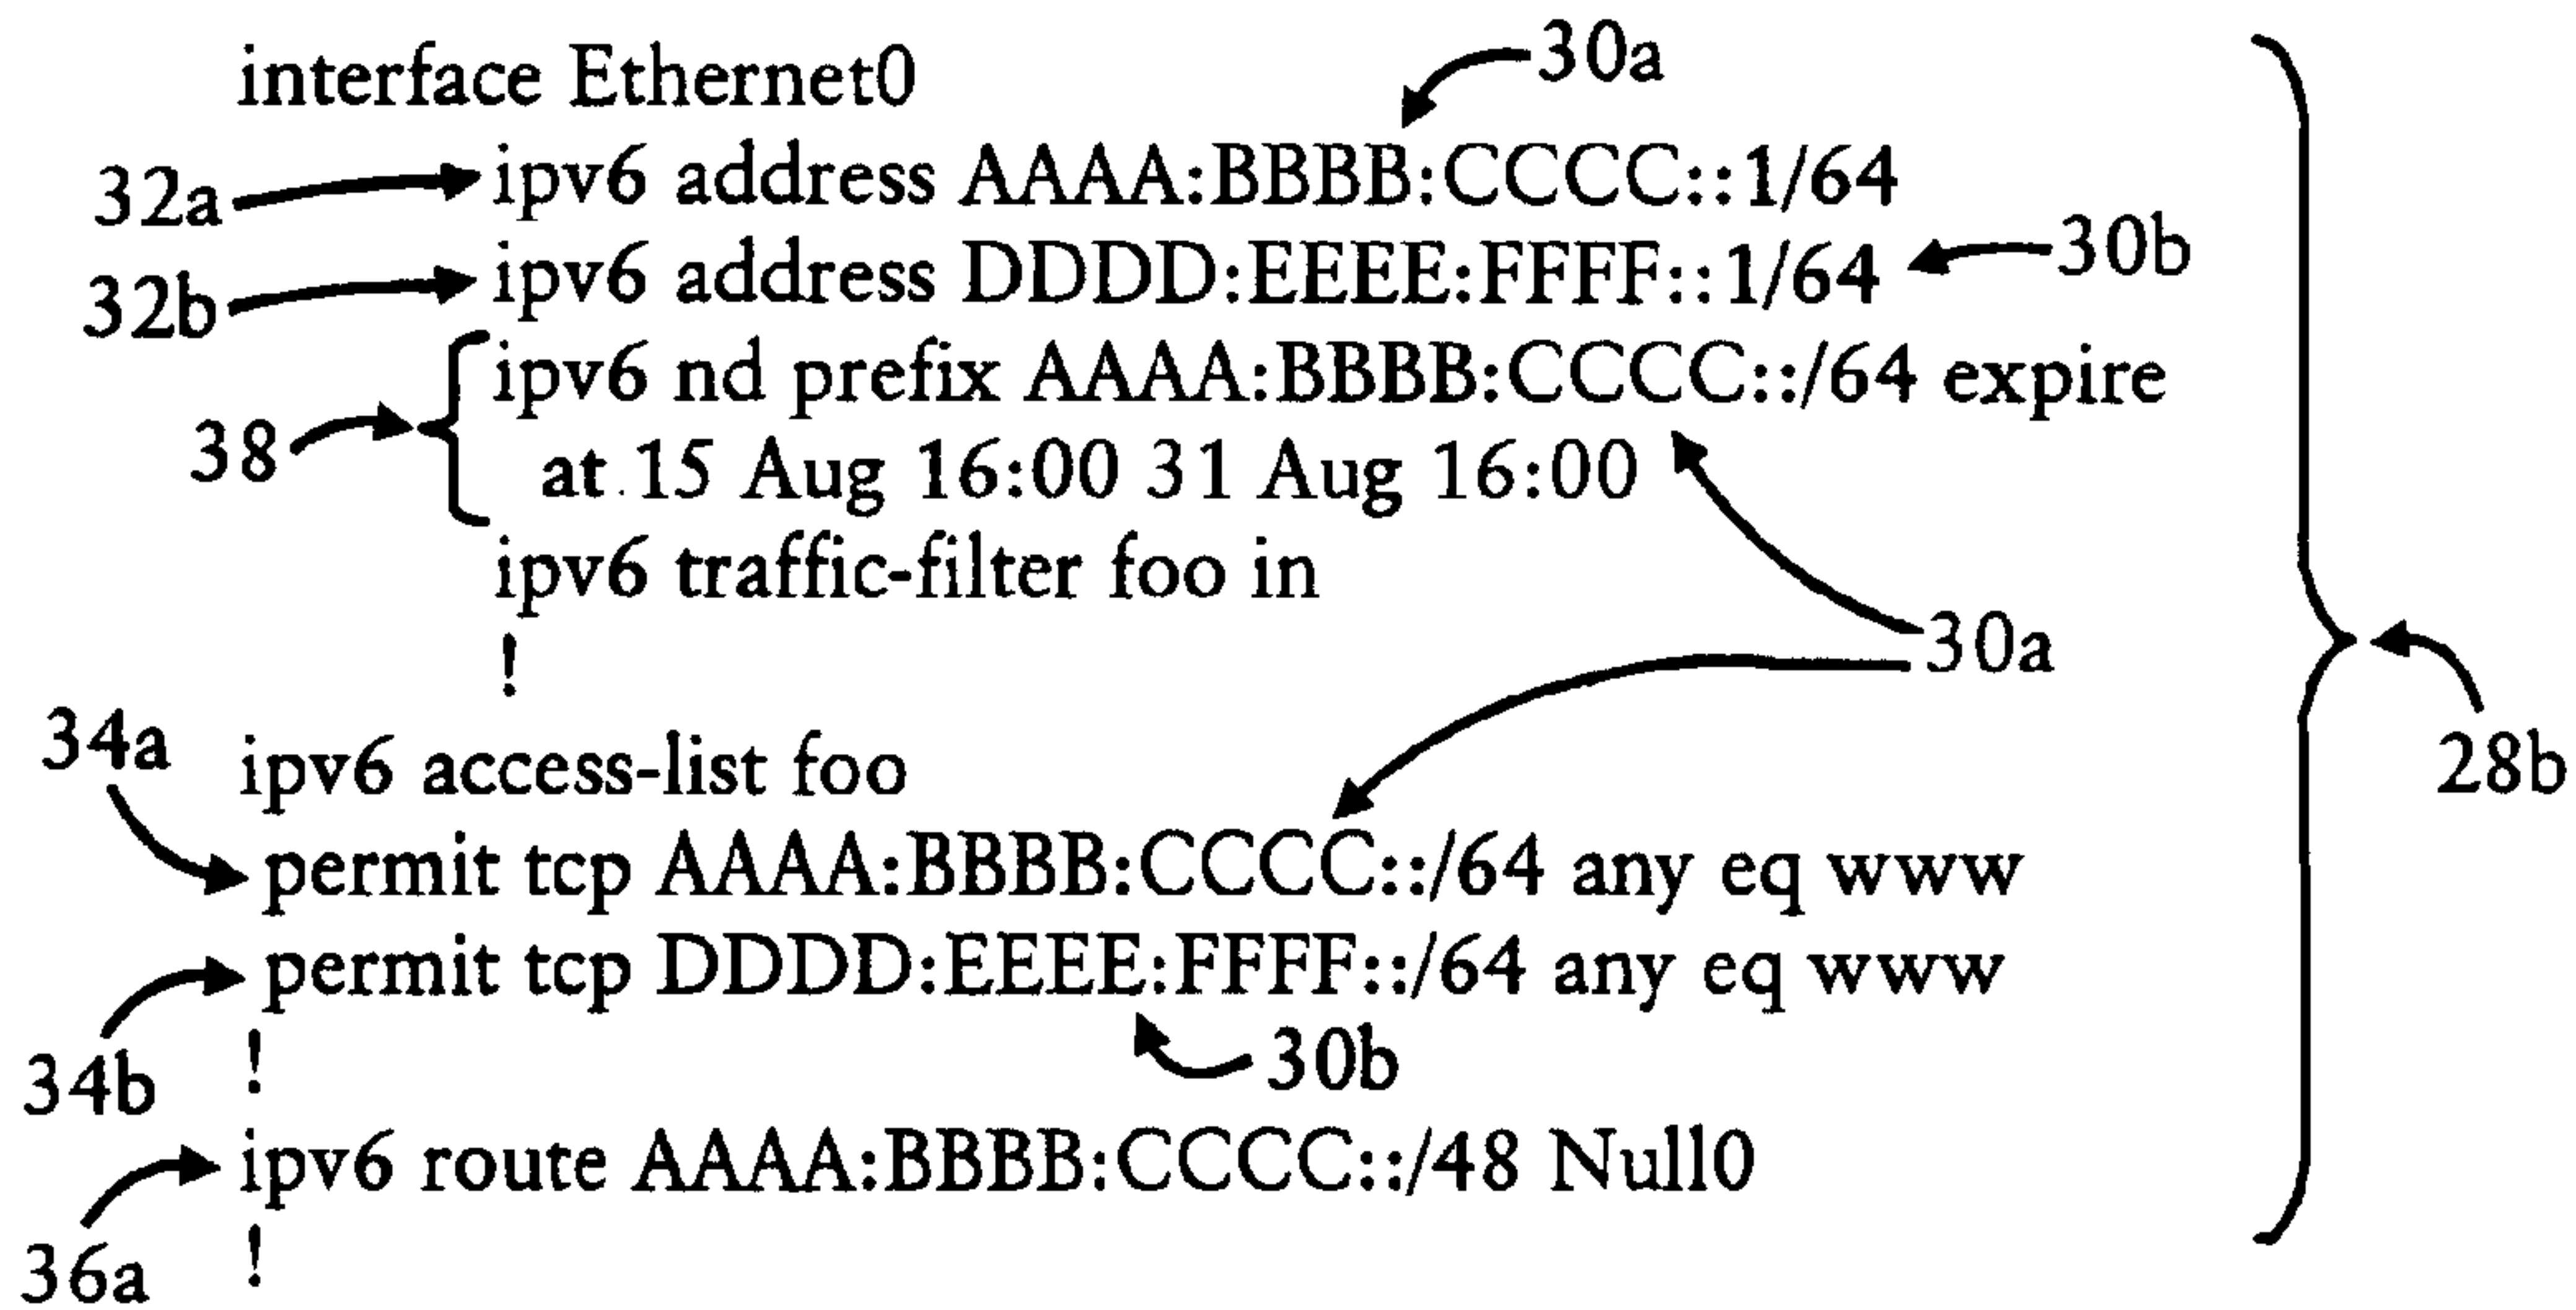 interface Ethernet0
30a
32a ipv6 address AAAA:BBBB:CCCC::1/64
32b ipv6 address DDDD:EEEE:FFFF::1/64 30b
ipv6 nd prefix AAAA:BBBB:CCCC::/64 expire
38 at 15 Aug 16:00 31 Aug 16:00
ipv6 traffic-filter foo in
!
30a
34a ipv6 access-list foo
28b
permit tcp AAAA:BBBB:CCCC::/64 any eq www
permit tcp DDDD:EEEE:FFFF::/64 any eq www
34b ! 30b
ipv6 route AAAA:BBBB:CCCC::/48 Null0
36a !